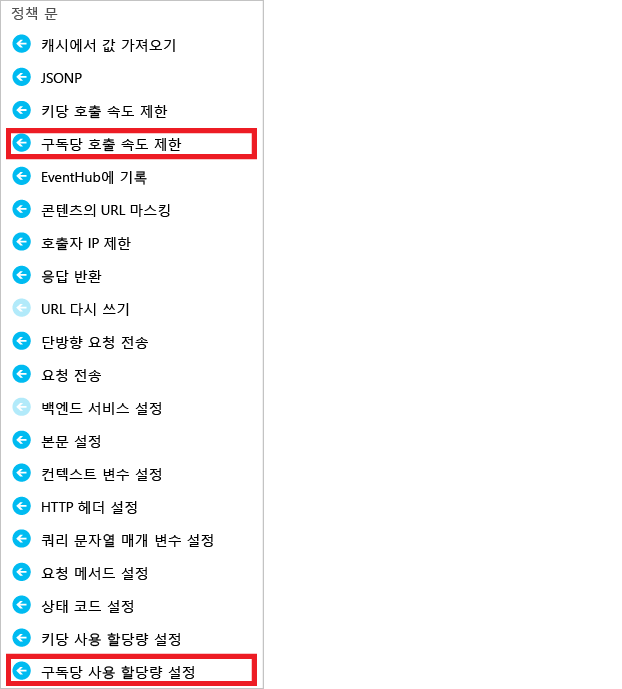 정책 문
캐시에서 값 가져오기
JSONP
키당 호출 속도 제한
구독당 호출 속도 제한
EventHub에 기록
콘텐츠의 URL 마스킹
호출자 IP 제한
응답 반환
URL 다시 쓰기
단방향 요청 전송
요청 전송
백엔드 서비스 설정
본문 설정
컨텍스트 변수 설정
HTTP 헤더 설정
쿼리 문자열 매개 변수 설정
요청 메서드 설정
상태 코드 설정
키당 사용 할당량 설정
구독당 사용 할당량 설정